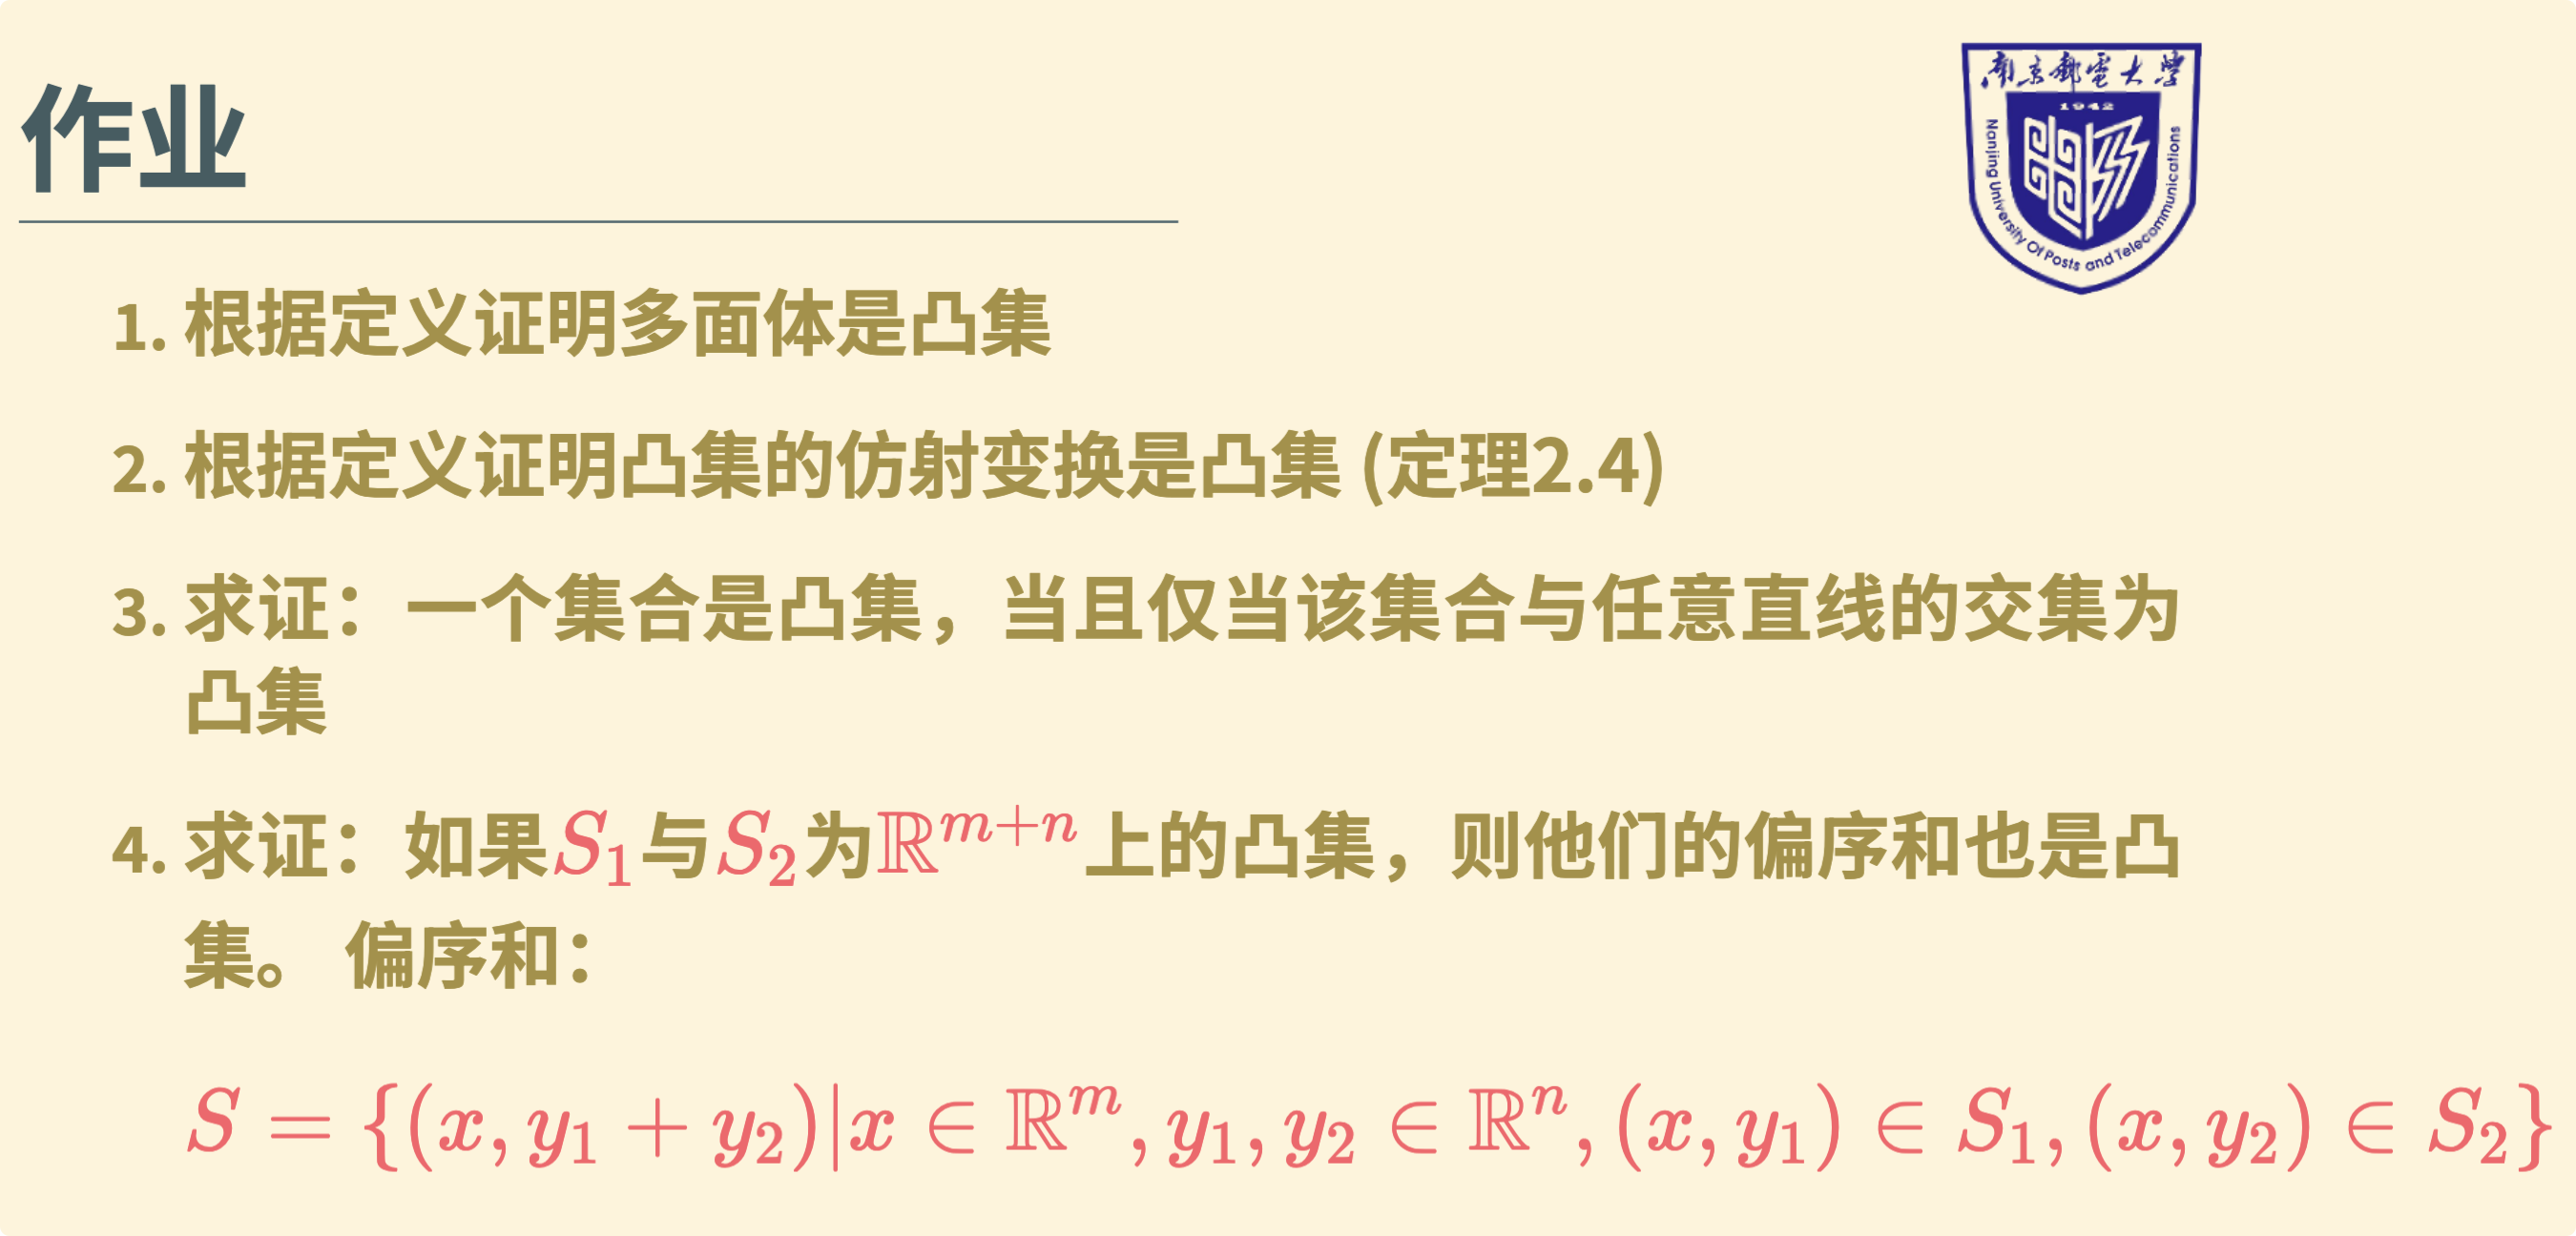 作业
南京邮电大学
1942
Nanjing University Of Posts and Telecommunications
1. 根据定义证明多面体是凸集
2. 根据定义证明凸集的仿射变换是凸集 (定理2.4)
3. 求证：一个集合是凸集，当且仅当该集合与任意直线的交集为
凸集
4. 求证：如果$S_1$与$S_2$为$\mathbb{R}^{m+n}$上的凸集，则他们的偏序和也是凸
集。 偏序和：
$S = \{(x, y_1 + y_2)|x \in \mathbb{R}^m, y_1, y_2 \in \mathbb{R}^n, (x, y_1) \in S_1, (x, y_2) \in S_2\}$